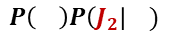 P(  )P(J₂|  )